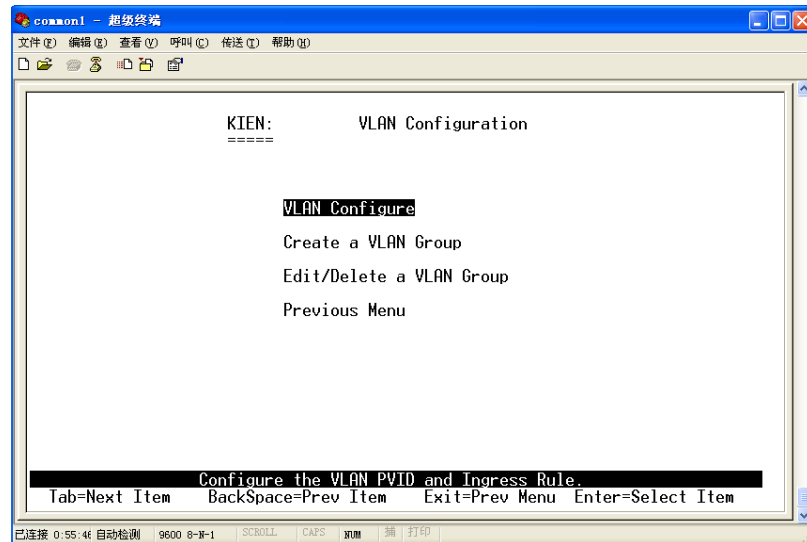 common1 - 超级终端
文件(F) 编辑(E) 查看(V) 呼叫(C) 传送(T) 帮助(H)
KIEN: VLAN Configuration
=====
VLAN Configure
Create a VLAN Group
Edit/Delete a VLAN Group
Previous Menu
Configure the VLAN PVID and Ingress Rule.
Tab=Next Item BackSpace=Prev Item Exit=Prev Menu Enter=Select Item
已连接 0:55:46 自动检测 9600 8-N-1 SCROLL CAPS NUM 捕 打印